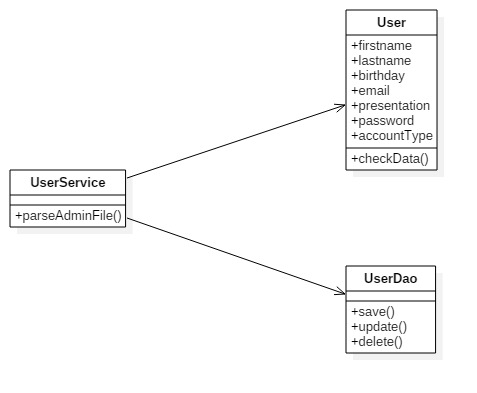 User
+firstname
+lastname
+birthday
+email
+presentation
+password
+accountType
+checkData()
UserService
+parseAdminFile()
UserDao
+save()
+update()
+delete()